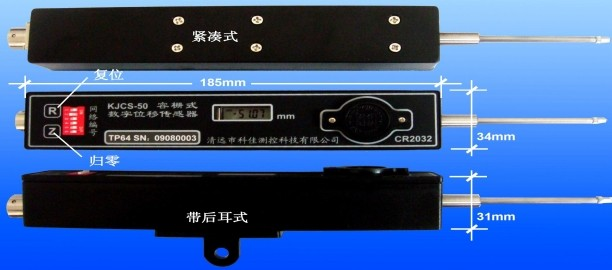 紧凑式
复位
185mm
R
Z
网络编号
KJCS-50 容栅式
数字位移传感器
mm
TP64 SN: 09080003
清远市科佳测控科技有限公司
CR2032
34mm
归零
带后耳式
31mm